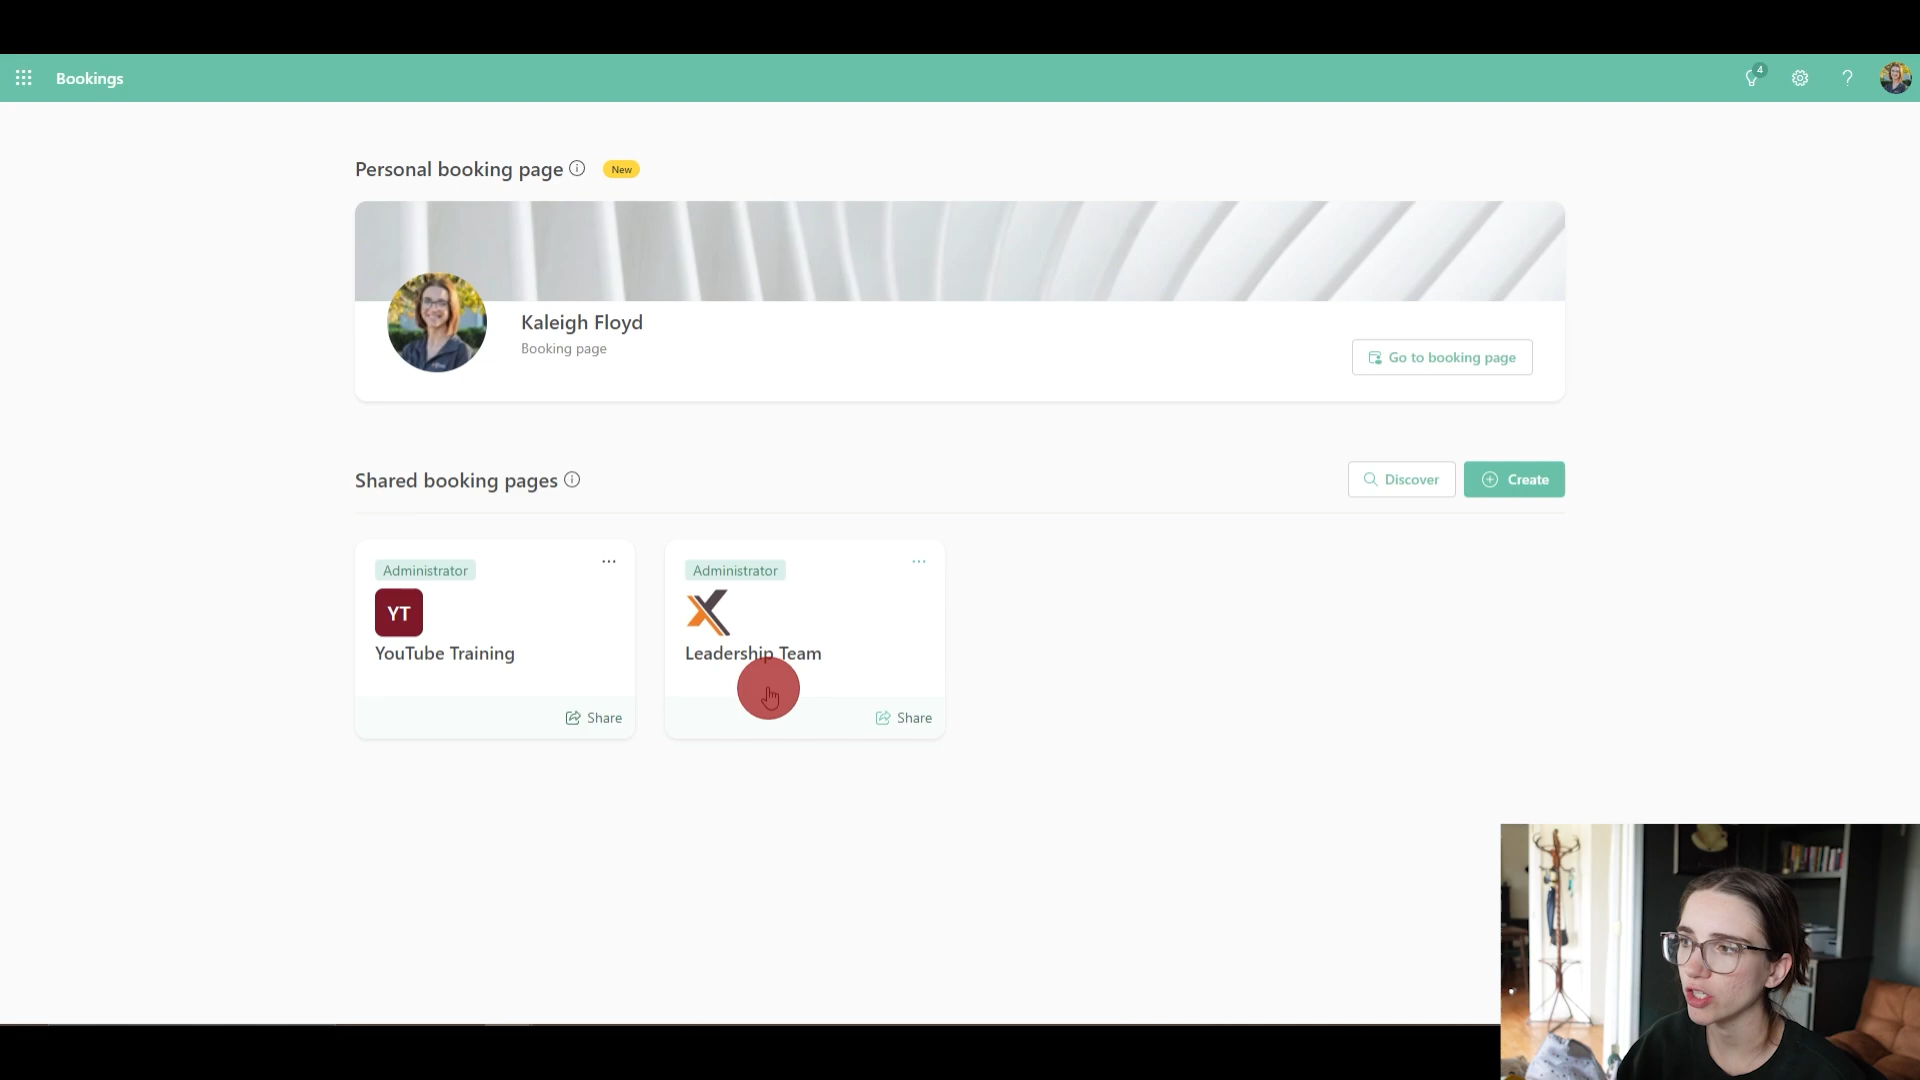 Bookings
4
Personal booking page
New
Kaleigh Floyd
Booking page
Go to booking page
Shared booking pages
Discover
Create
Administrator
YT
YouTube Training
Share
Administrator
Leadership Team
Share